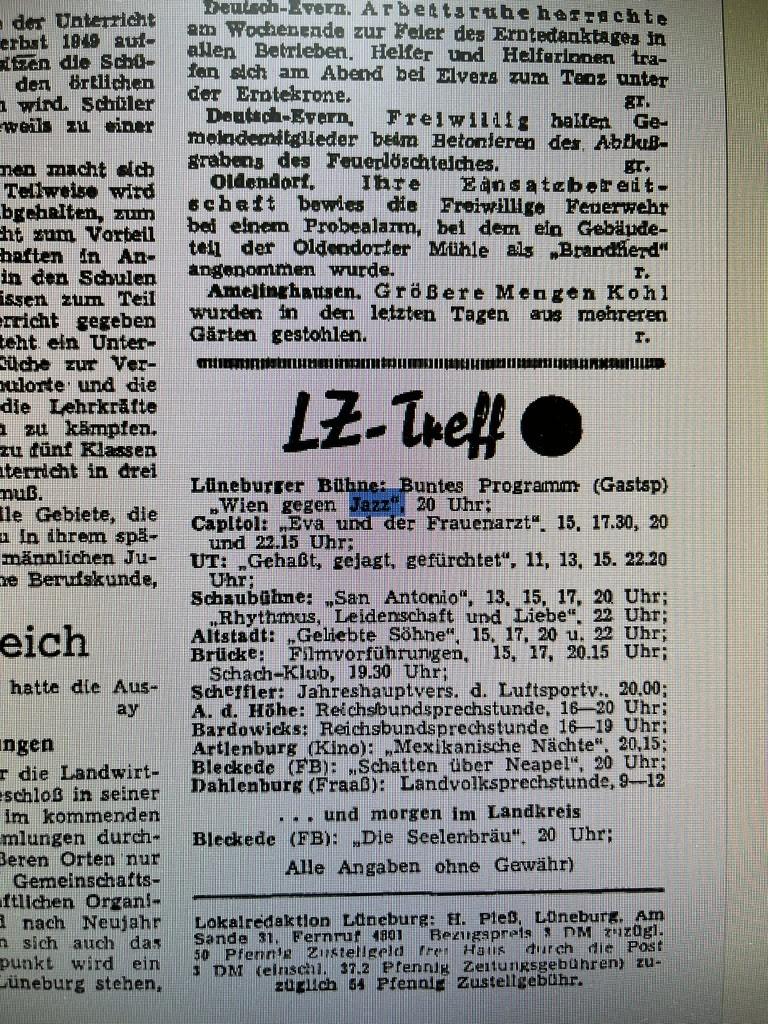 der Unterricht
erbst 1949 auf-
die Schü-
den örtlichen
wird. Schüler
weils zu einer
men macht sich
Teilweise wird
bgehalten, zum
ht zum Vorteil
haften in An-
in den Schulen
issen zum Teil
rricht gegeben
teht ein Unter-
üche zur Ver-
ulorte und die
die Lehrkräfte
zu kämpfen.
zu fünf Klassen
terricht in drei
muß.
lle Gebiete, die
u in ihrem spä-
männlichen Ju-
he Berufskunde,
eich
hatte die Aus-
ay
ngen
r die Landwirt-
schloß in seiner
im kommenden
mlungen durch-
ßeren Orten nur
Gemeinschafts-
ftlichen Organi-
d nach Neujahr
n sich auch das
punkt wird ein
Lüneburg stehen,
Deutsch-Evern. Arbeitsruhe herrschte
am Wochenende zur Feier des Erntedanktages in
allen Betrieben. Helfer und Helferinnen tra-
fen sich am Abend bei Elvers zum Tanz unter
der Erntekrone. gr.
Deutsch-Evern. Freiwillig halfen Ge-
meindemitglieder beim Betonieren des Abfluß-
grabens des Feuerlöschteiches. gr.
Oldendorf. Ihre Einsatzbereit-
schaft bewies die Freiwillige Feuerwehr
bei einem Probealarm, bei dem ein Gebäude-
teil der Oldendorfer Mühle als „Brandherd“
angenommen wurde. r.
Amelinghausen. Größere Mengen Kohl
wurden in den letzten Tagen aus mehreren
Gärten gestohlen. r.
LZ-Treff
Lüneburger Bühne: Buntes Programm (Gastsp)
„Wien gegen Jazz“, 20 Uhr;
Capitol: „Eva und der Frauenarzt“, 15, 17.30, 20
und 22.15 Uhr;
UT: „Gehaßt, gejagt, gefürchtet“, 11, 13, 15. 22.20
Uhr;
Schaubühne: „San Antonio“, 13, 15, 17, 20 Uhr;
„Rhythmus, Leidenschaft und Liebe“, 22 Uhr;
Altstadt: „Geliebte Söhne“, 15, 17, 20 u. 22 Uhr;
Brücke: Filmvorführungen, 15, 17, 20.15 Uhr;
Schach-Klub, 19.30 Uhr;
Scheffler: Jahreshauptvers. d. Luftsportv., 20.00;
A. d. Höhe: Reichsbundsprechstunde, 16—20 Uhr;
Bardowicks: Reichsbundsprechstunde 16—19 Uhr;
Artlenburg (Kino): „Mexikanische Nächte“, 20,15;
Bleckede (FB): „Schatten über Neapel“, 20 Uhr;
Dahlenburg (Fraaß): Landvolksprechstunde, 9—12
. . . und morgen im Landkreis
Bleckede (FB): „Die Seelenbräu“, 20 Uhr;
Alle Angaben ohne Gewähr)
Lokalredaktion Lüneburg: H. Pleß, Lüneburg, Am
Sande 31, Fernruf 4801 Bezugspreis 3 DM zuzügl.
50 Pfennig Zustellgeld frei Haus durch die Post
3 DM (einschl. 37,2 Pfennig Zeitungsgebühren) zu-
züglich 54 Pfennig Zustellgebühr.